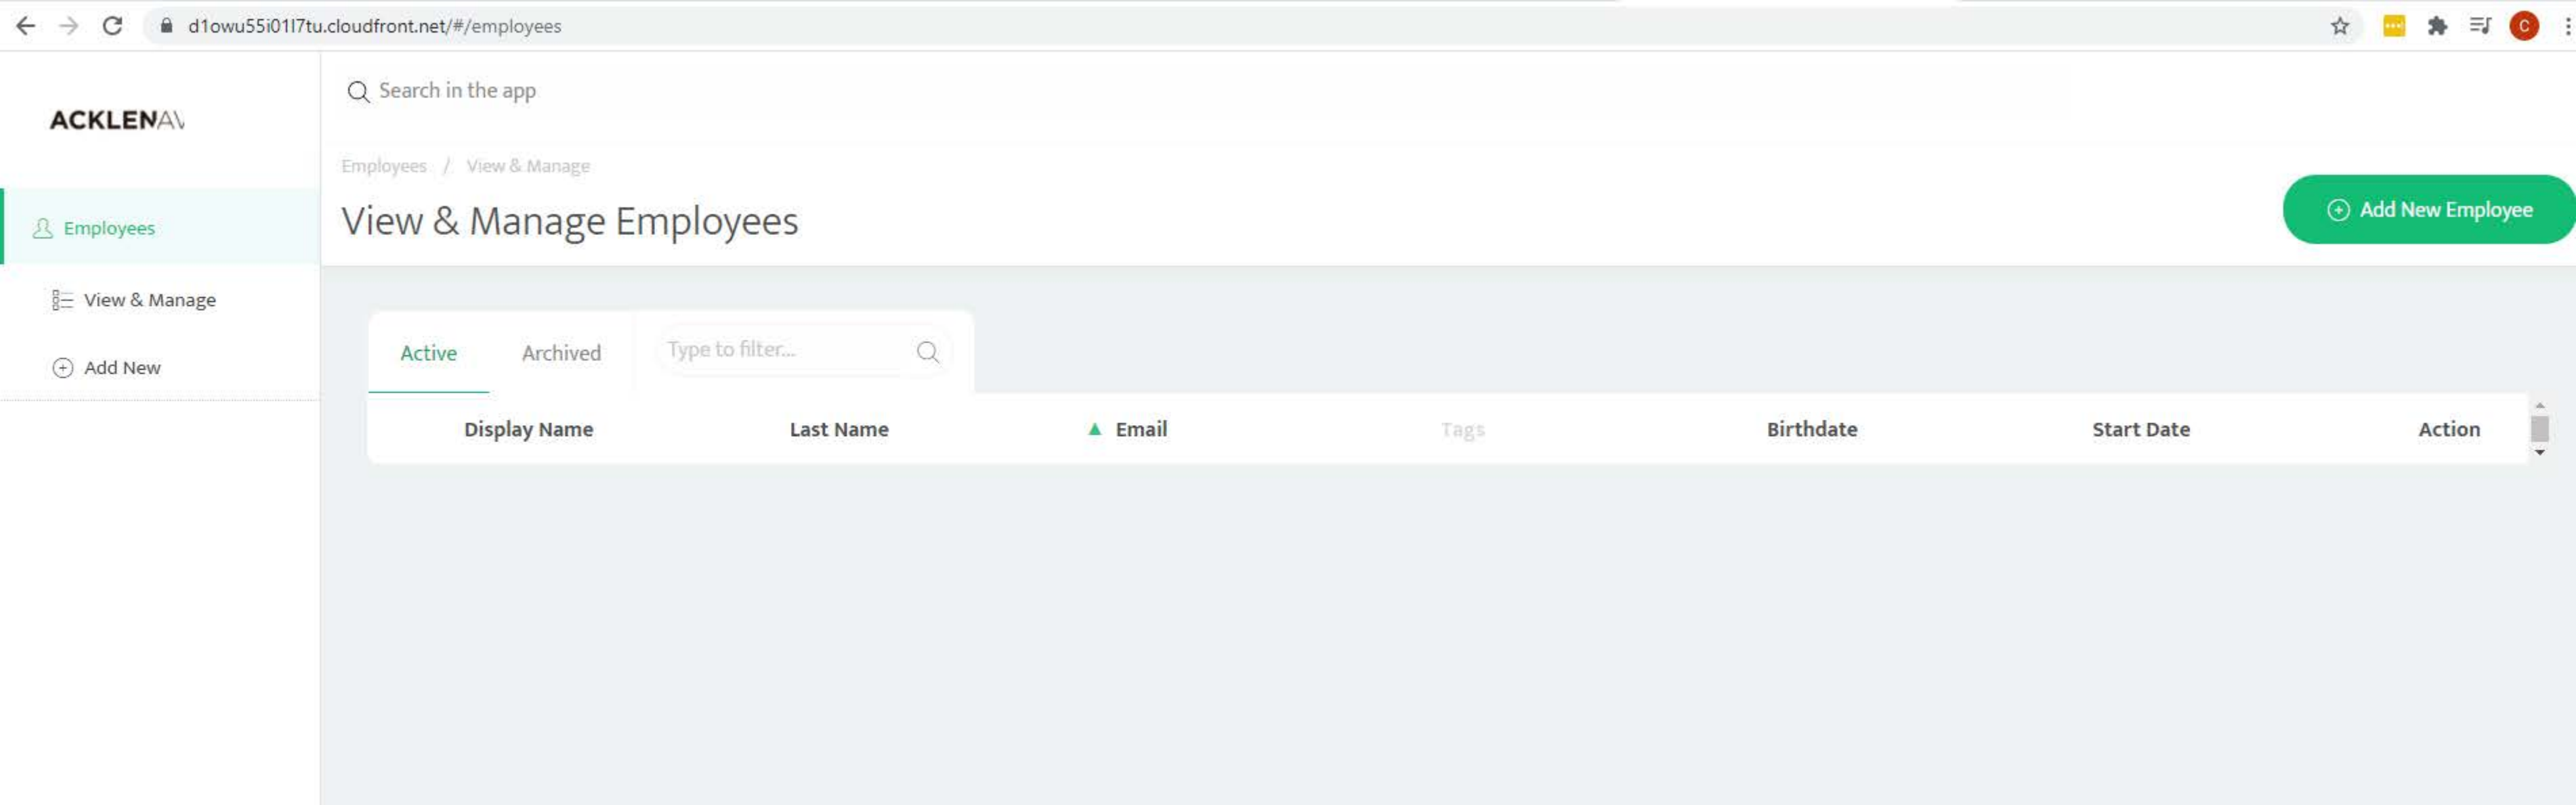 d1owu55i01l7tu.cloudfront.net/#/employees
C
ACKLENAV
Search in the app
Employees / View & Manage
View & Manage Employees
Add New Employee
Employees
View & Manage
Add New
Active Archived Type to filter...
Display Name Last Name ▲ Email Tags Birthdate Start Date Action